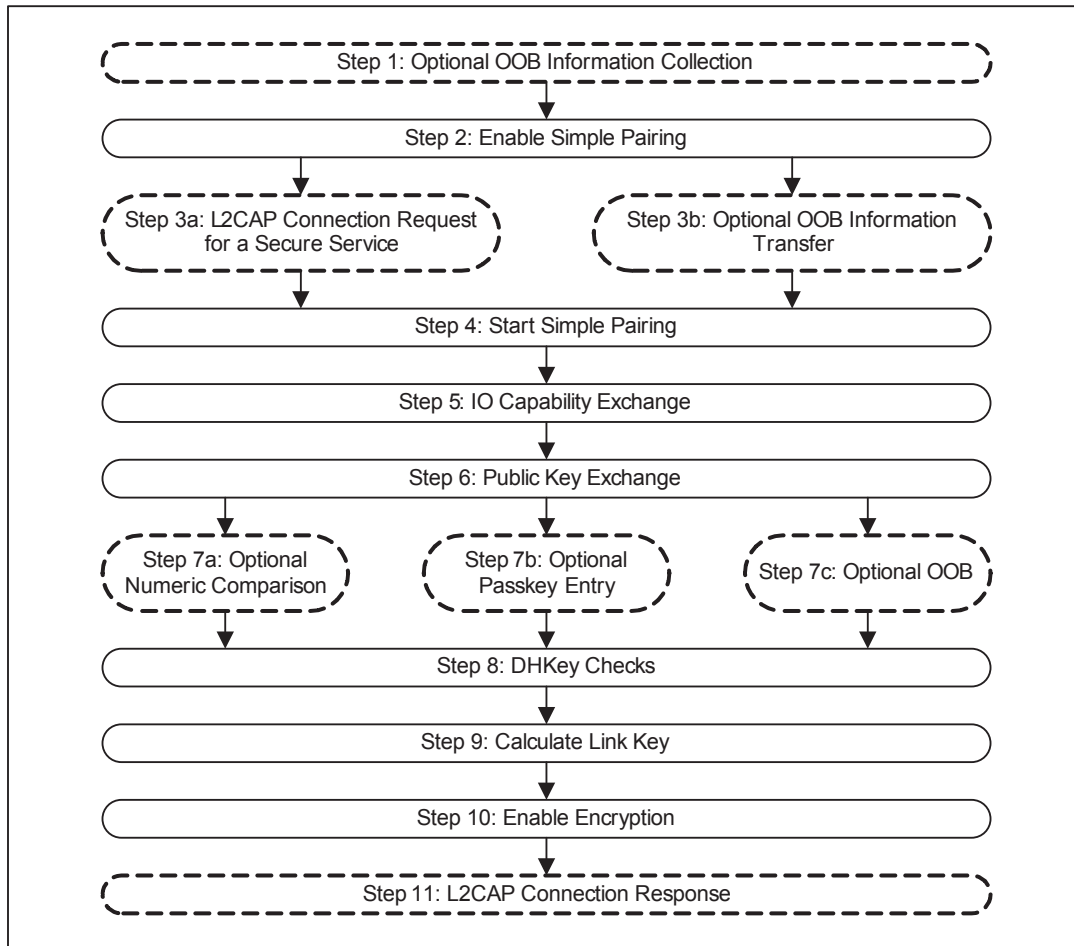 Step 1: Optional OOB Information Collection
Step 2: Enable Simple Pairing
Step 3a: L2CAP Connection Request
for a Secure Service
Step 3b: Optional OOB Information
Transfer
Step 4: Start Simple Pairing
Step 5: IO Capability Exchange
Step 6: Public Key Exchange
Step 7a: Optional
Numeric Comparison
Step 7b: Optional
Passkey Entry
Step 7c: Optional OOB
Step 8: DHKey Checks
Step 9: Calculate Link Key
Step 10: Enable Encryption
Step 11: L2CAP Connection Response